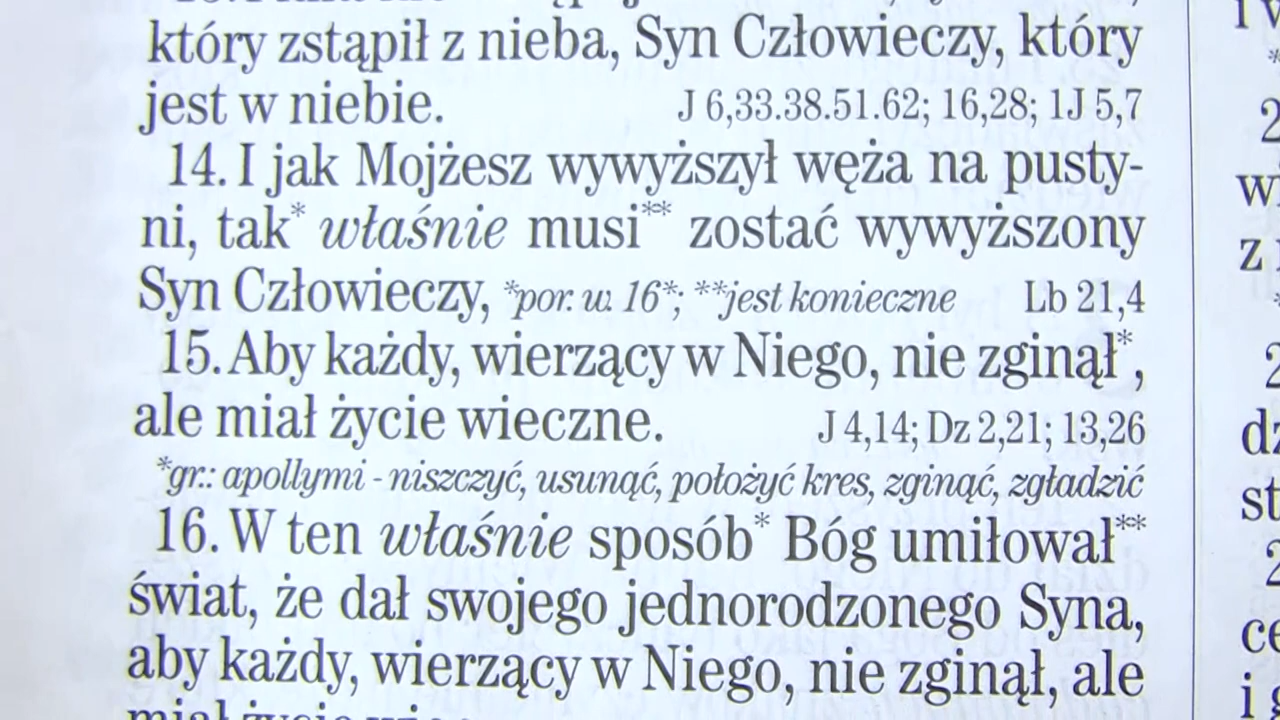 który zstąpił z nieba, Syn Człowieczy, który
jest w niebie. J 6,33.38.51.62; 16,28; 1J 5,7
14. I jak Mojżesz wywyższył węża na pusty-
ni, tak* właśnie musi** zostać wywyższony
Syn Człowieczy, *por. w. 16*; **jest konieczne Lb 21,4
15. Aby każdy, wierzący w Niego, nie zginął*,
ale miał życie wieczne. J 4,14; Dz 2,21; 13,26
*gr.: apollymi - niszczyć, usunąć, położyć kres, zginąć, zgładzić
16. W ten właśnie sposób* Bóg umiłował**
świat, że dał swojego jednorodzonego Syna,
aby każdy, wierzący w Niego, nie zginął, ale
miał życie